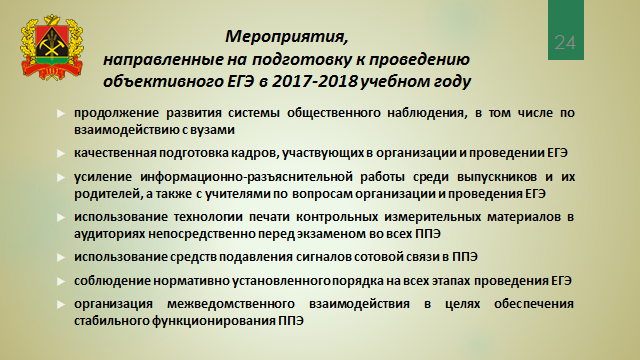 24
Мероприятия,
направленные на подготовку к проведению
объективного ЕГЭ в 2017-2018 учебном году
продолжение развития системы общественного наблюдения, в том числе по
взаимодействию с вузами
качественная подготовка кадров, участвующих в организации и проведении ЕГЭ
усиление информационно-разъяснительной работы среди выпускников и их
родителей, а также с учителями по вопросам организации и проведения ЕГЭ
использование технологии печати контрольных измерительных материалов в
аудиториях непосредственно перед экзаменом во всех ППЭ
использование средств подавления сигналов сотовой связи в ППЭ
соблюдение нормативно установленного порядка на всех этапах проведения ЕГЭ
организация межведомственного взаимодействия в целях обеспечения
стабильного функционирования ППЭ